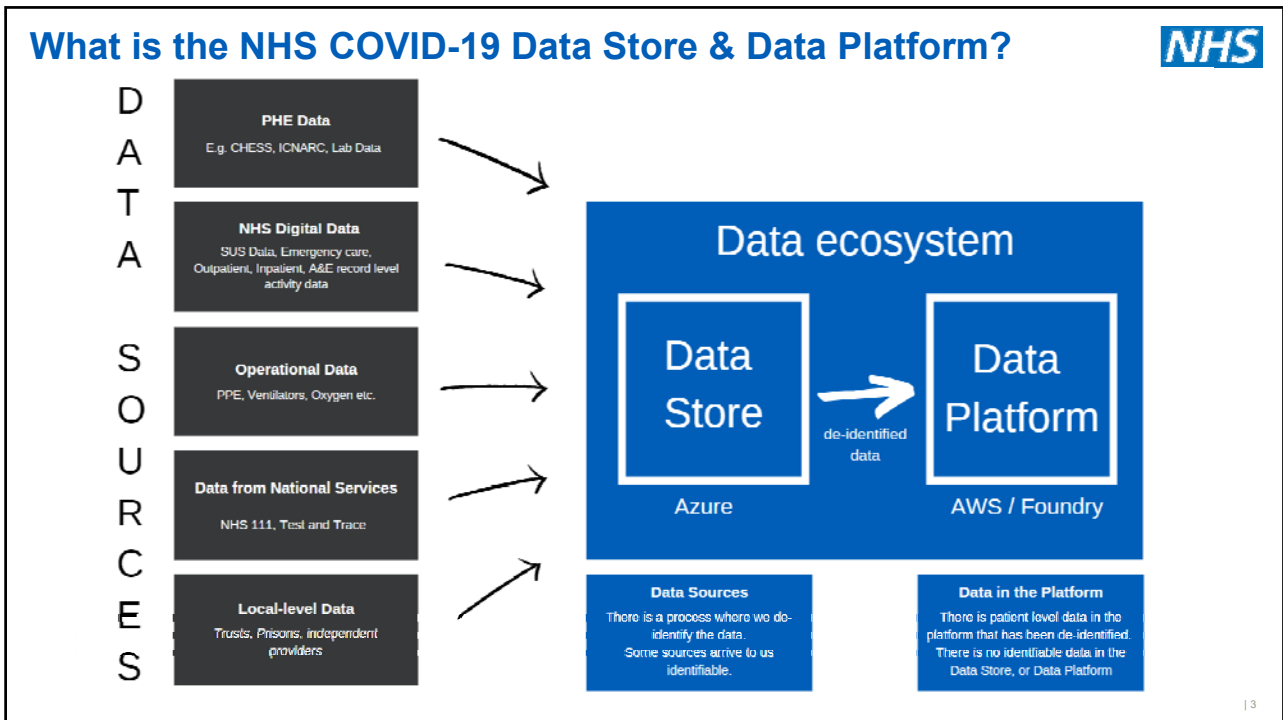 What is the NHS COVID-19 Data Store & Data Platform?
NHS
DATA SOURCES
PHE Data
E.g. CHESS, ICNARC, Lab Data
NHS Digital Data
SUS Data, Emergency care,
Outpatient, Inpatient, A&E record level
activity data
Operational Data
PPE, Ventilators, Oxygen etc.
Data from National Services
NHS 111, Test and Trace
Local-level Data
Trusts, Prisons, independent
providers
Data ecosystem
Data
Store
de-identified
data
Data
Platform
Azure
AWS / Foundry
Data Sources
There is a process where we de-
identify the data.
Some sources arrive to us
identifiable.
Data in the Platform
There is patient level data in the
platform that has been de-identified.
There is no identfiable data in the
Data Store, or Data Platform
| 3